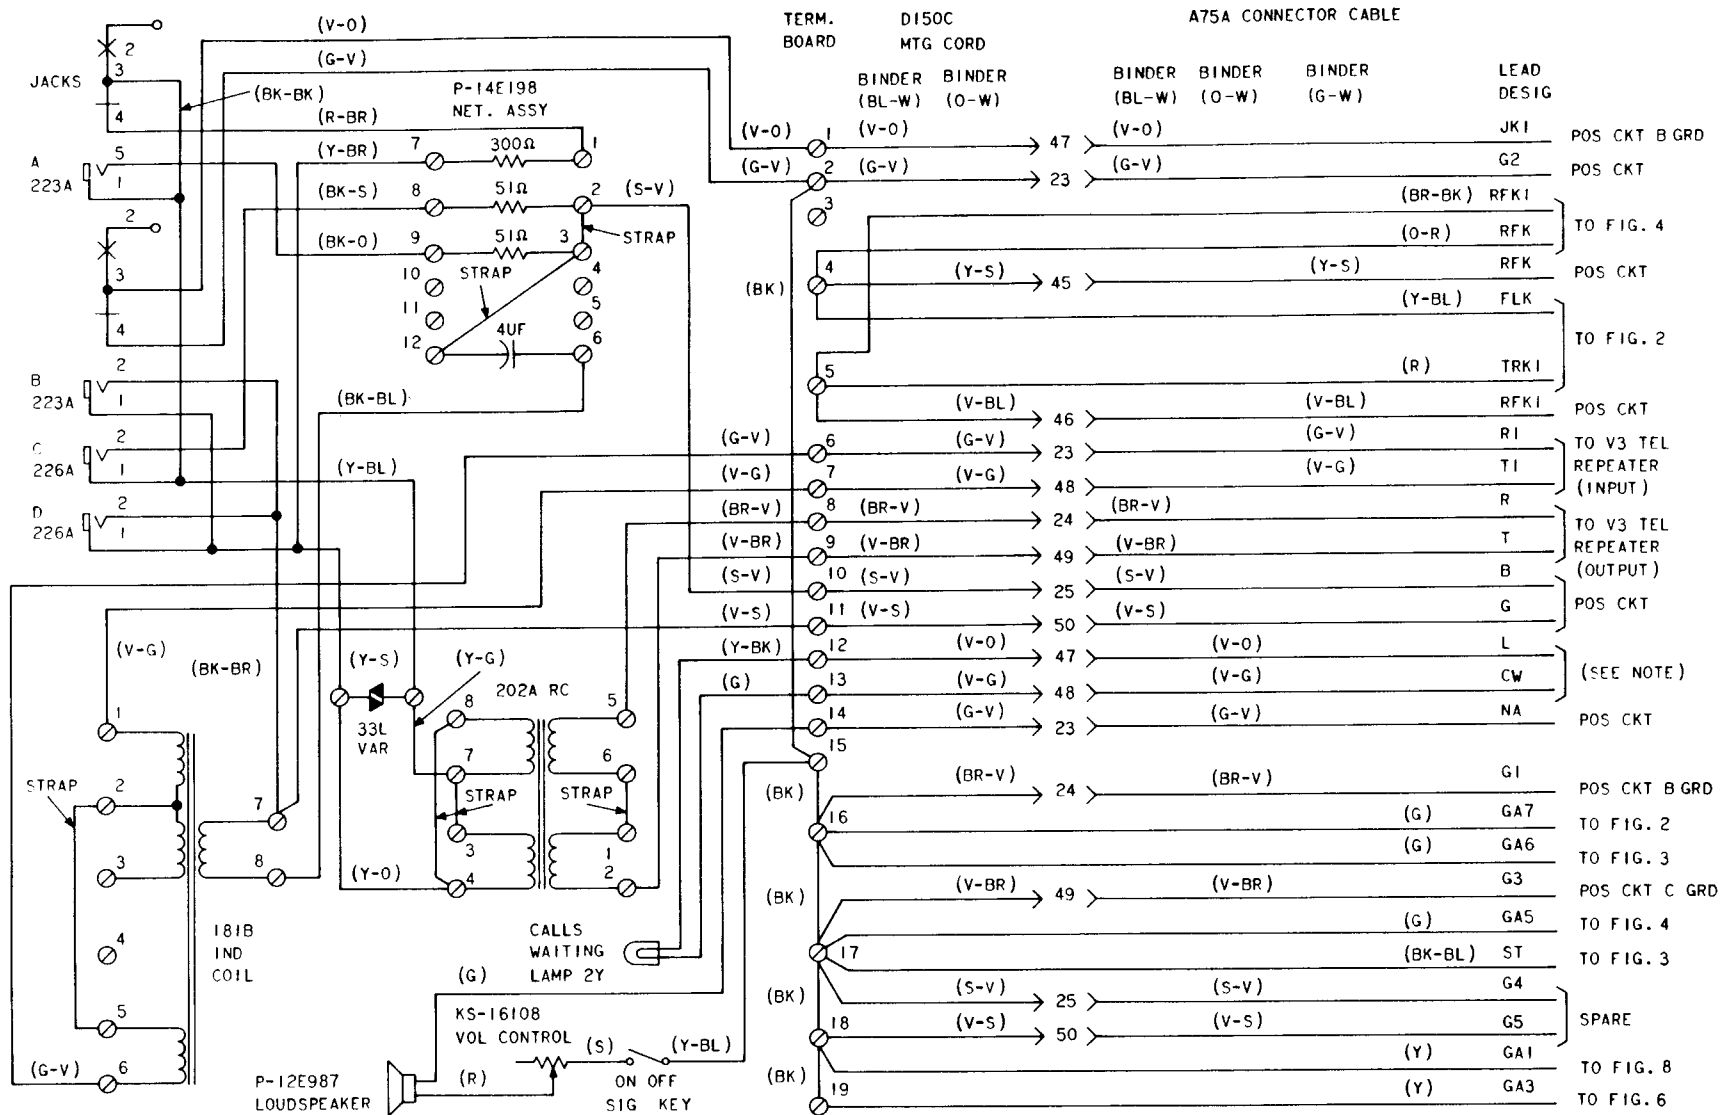 TERM. BOARD
D150C MTG CORD
A75A CONNECTOR CABLE
BINDER (BL-W)
BINDER (O-W)
BINDER (BL-W)
BINDER (O-W)
BINDER (G-W)
LEAD DESIG
JACKS
2
3
4
(V-O)
(G-V)
(BK-BK)
(R-BR)
(Y-BR)
(BK-S)
(BK-O)
A
223A
5
1
2
3
4
B
223A
2
1
C
226A
2
1
D
226A
2
1
P-14E198
NET. ASSY
7 300Ω 1
8 51Ω 2 (S-V)
9 51Ω 3 STRAP
10 STRAP 4
11 5
12 4UF 6
(BK-BL)
(Y-BL)
(V-G)
(BK-BR)
(Y-S)
(Y-G)
33L
VAR
(Y-O)
202A RC
8 5
7 6
STRAP STRAP
3 1
4 2
STRAP
1
2
3
4
5
6
7
8
(G-V)
181B
IND
COIL
CALLS
WAITING
LAMP 2Y
(G)
KS-16108
VOL CONTROL
(S)
(Y-BL)
(R)
ON OFF
SIG KEY
P-12E987
LOUDSPEAKER
(V-O) 1 (V-O) 47 (V-O) JK1 POS CKT B GRD
(G-V) 2 (G-V) 23 (G-V) G2 POS CKT
3
(BR-BK) RFK1
(O-R) RFK
TO FIG. 4
(BK)
4 (Y-S) 45 (Y-S) RFK POS CKT
(Y-BL) FLK
5 (R) TRK1
TO FIG. 2
(V-BL) 46 (V-BL) RFK1 POS CKT
(G-V) 6 (G-V) 23 (G-V) R1
(V-G) 7 (V-G) 48 (V-G) T1
TO V3 TEL
REPEATER
(INPUT)
(BR-V) 8 (BR-V) 24 (BR-V) R
(V-BR) 9 (V-BR) 49 (V-BR) T
TO V3 TEL
REPEATER
(OUTPUT)
(S-V) 10 (S-V) 25 (S-V) B
(V-S) 11 (V-S) 50 (V-S) G
POS CKT
(Y-BK) 12 (V-O) 47 (V-O) L
(G) 13 (V-G) 48 (V-G) CW
(SEE NOTE)
14 (G-V) 23 (G-V) NA POS CKT
15
(BK) (BR-V) 24 (BR-V) G1 POS CKT B GRD
16 (G) GA7 TO FIG. 2
(G) GA6 TO FIG. 3
(BK) (V-BR) 49 (V-BR) G3 POS CKT C GRD
(G) GA5 TO FIG. 4
17 (BK-BL) ST TO FIG. 3
(BK) (S-V) 25 (S-V) G4
18 (V-S) 50 (V-S) G5
SPARE
(Y) GA1 TO FIG. 8
(BK)
19 (Y) GA3 TO FIG. 6